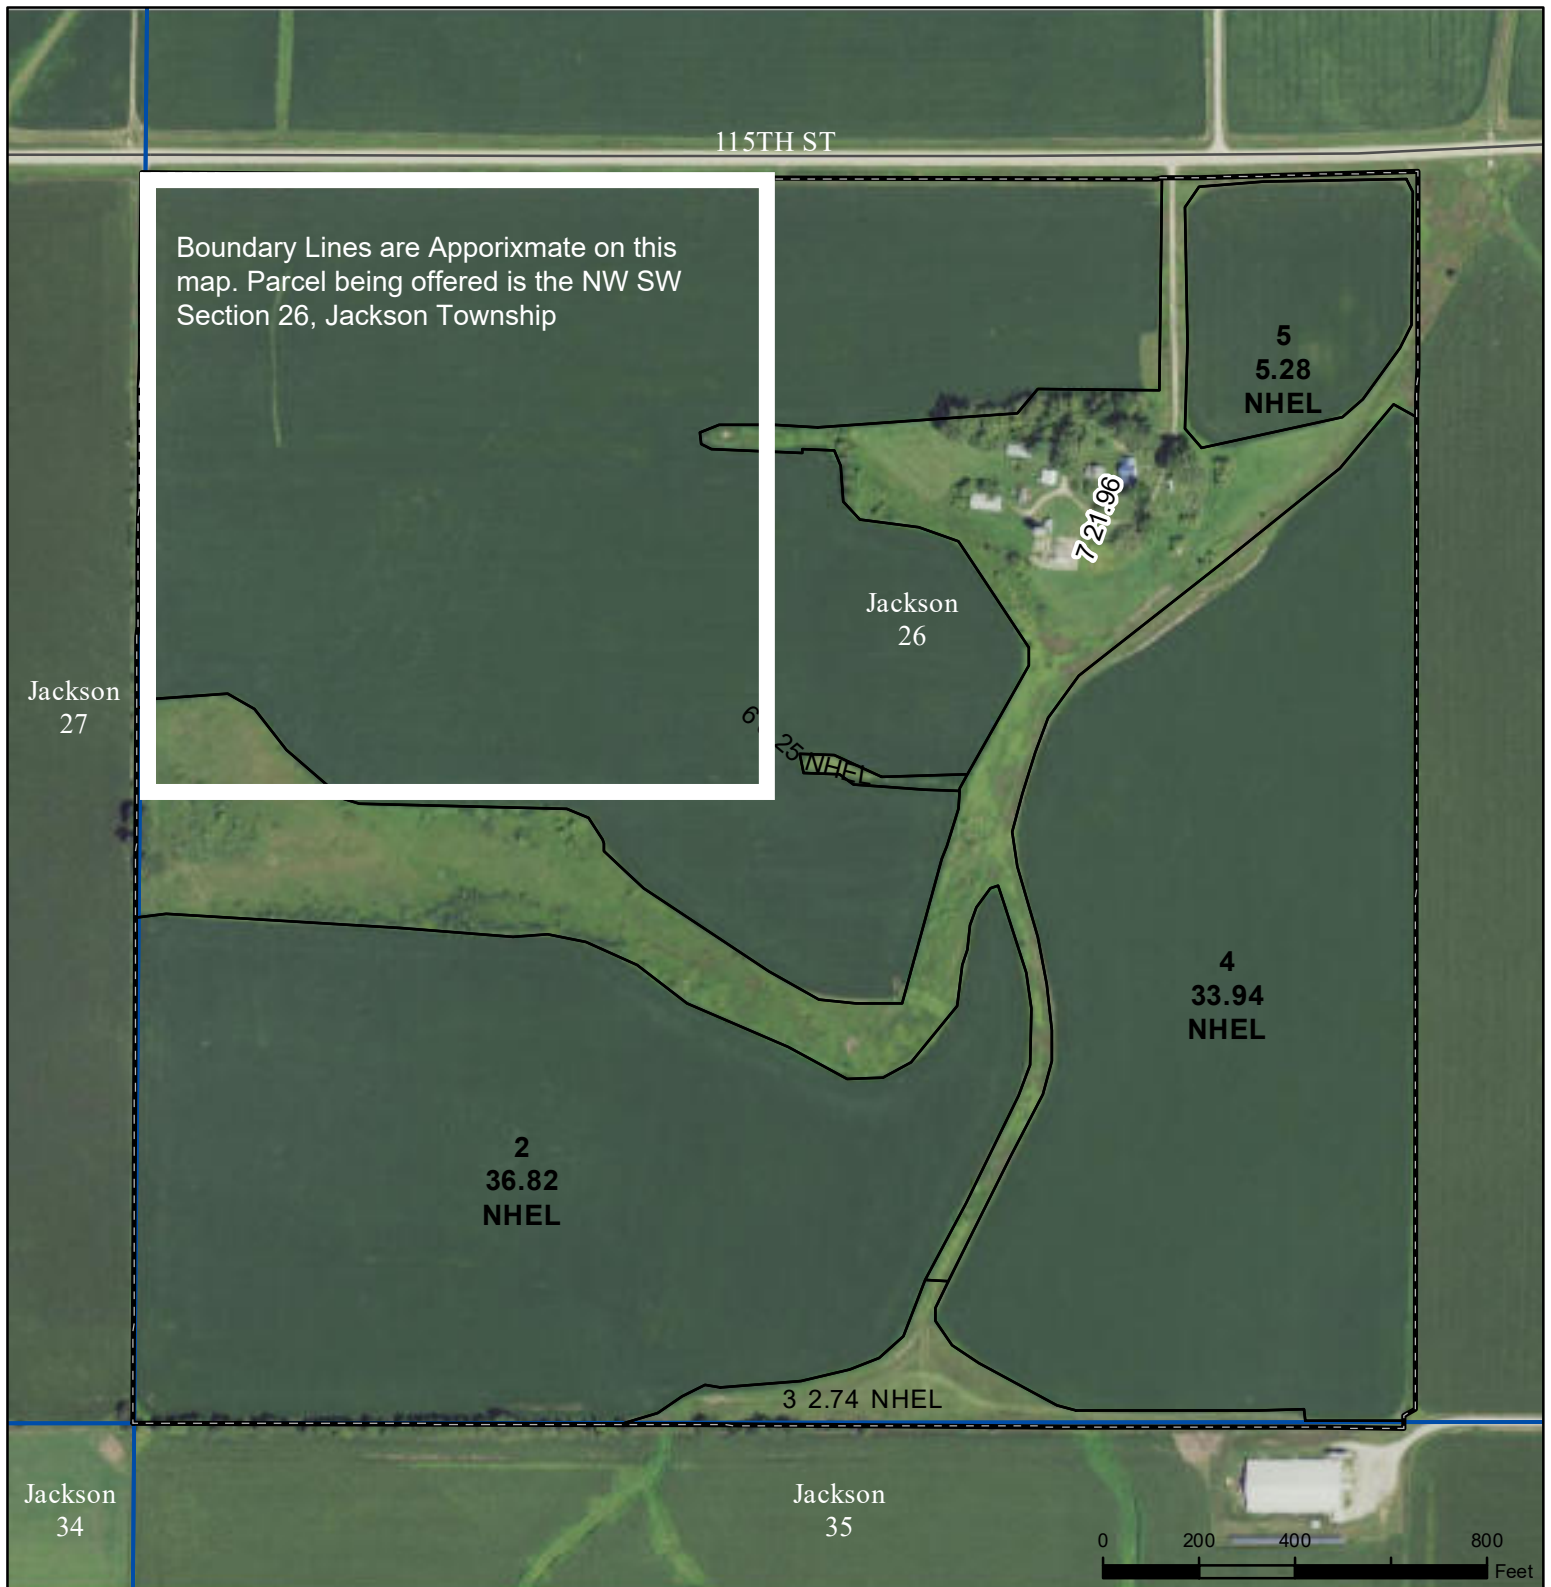 115TH ST
Boundary Lines are Apporixmate on this
map. Parcel being offered is the NW SW
Section 26, Jackson Township
5
5.28
NHEL
7 21.96
Jackson
26
Jackson
27
6 25 NHEL
4
33.94
NHEL
2
36.82
NHEL
3 2.74 NHEL
Jackson
34
Jackson
35
0 200 400 800
Feet